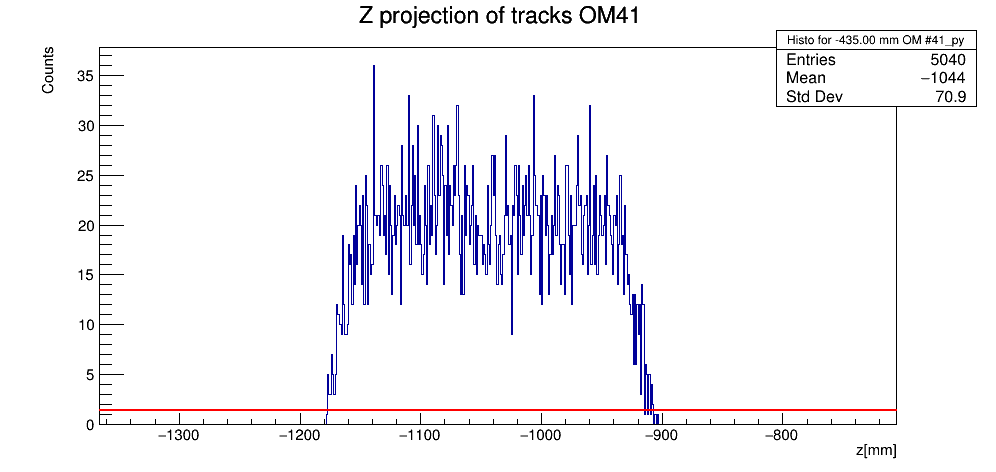 Z projection of tracks OM41
Histo for -435.00 mm OM #41_py
Entries 5040
Mean −1044
Std Dev 70.9
Counts
35
30
25
20
15
10
5
0
−1300 −1200 −1100 −1000 −900 −800
z[mm]